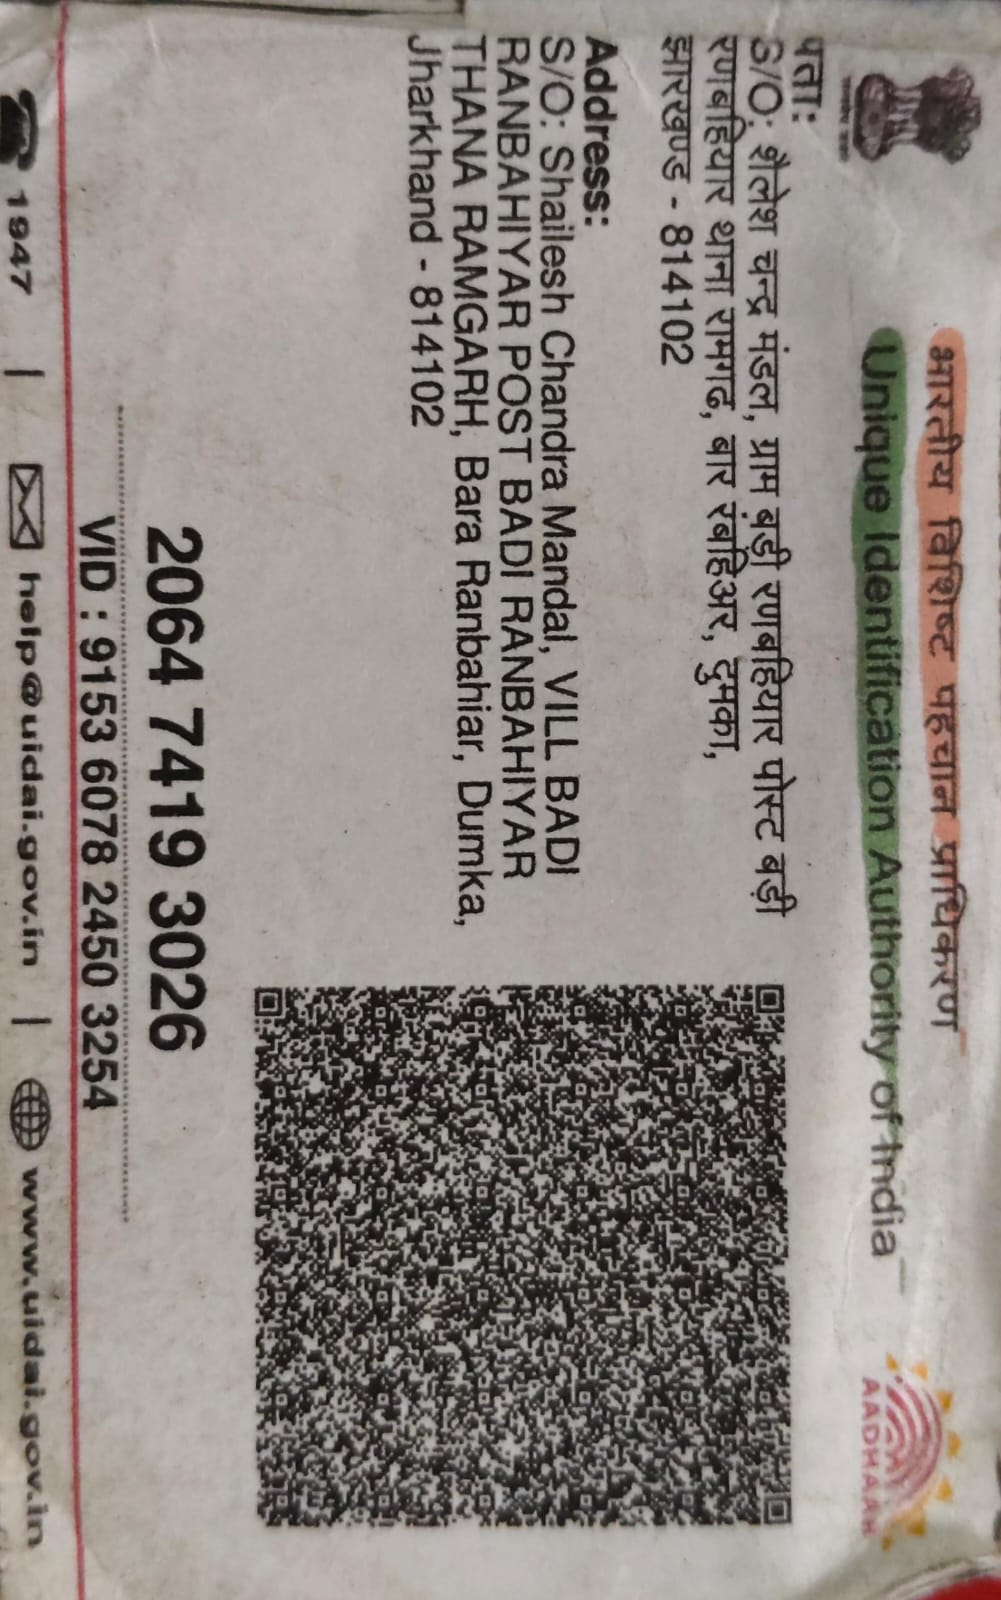 भारतीय विशिष्ट पहचान प्राधिकरण
Unique Identification Authority of India
AADHAAR
पता:
S/O: शैलेश चन्द्र मंडल, ग्राम बड़ी रणबहियार पोस्ट बड़ी
रणबहियार थाना रामगढ, बार रंबहिअर, दुमका,
झारखण्ड - 814102
Address:
S/O: Shailesh Chandra Mandal, VILL BADI
RANBAHIYAR POST BADI RANBAHIYAR
THANA RAMGARH, Bara Ranbahiar, Dumka,
Jharkhand - 814102
2064 7419 3026
VID : 9153 6078 2450 3254
1947 | help@uidai.gov.in | www.uidai.gov.in